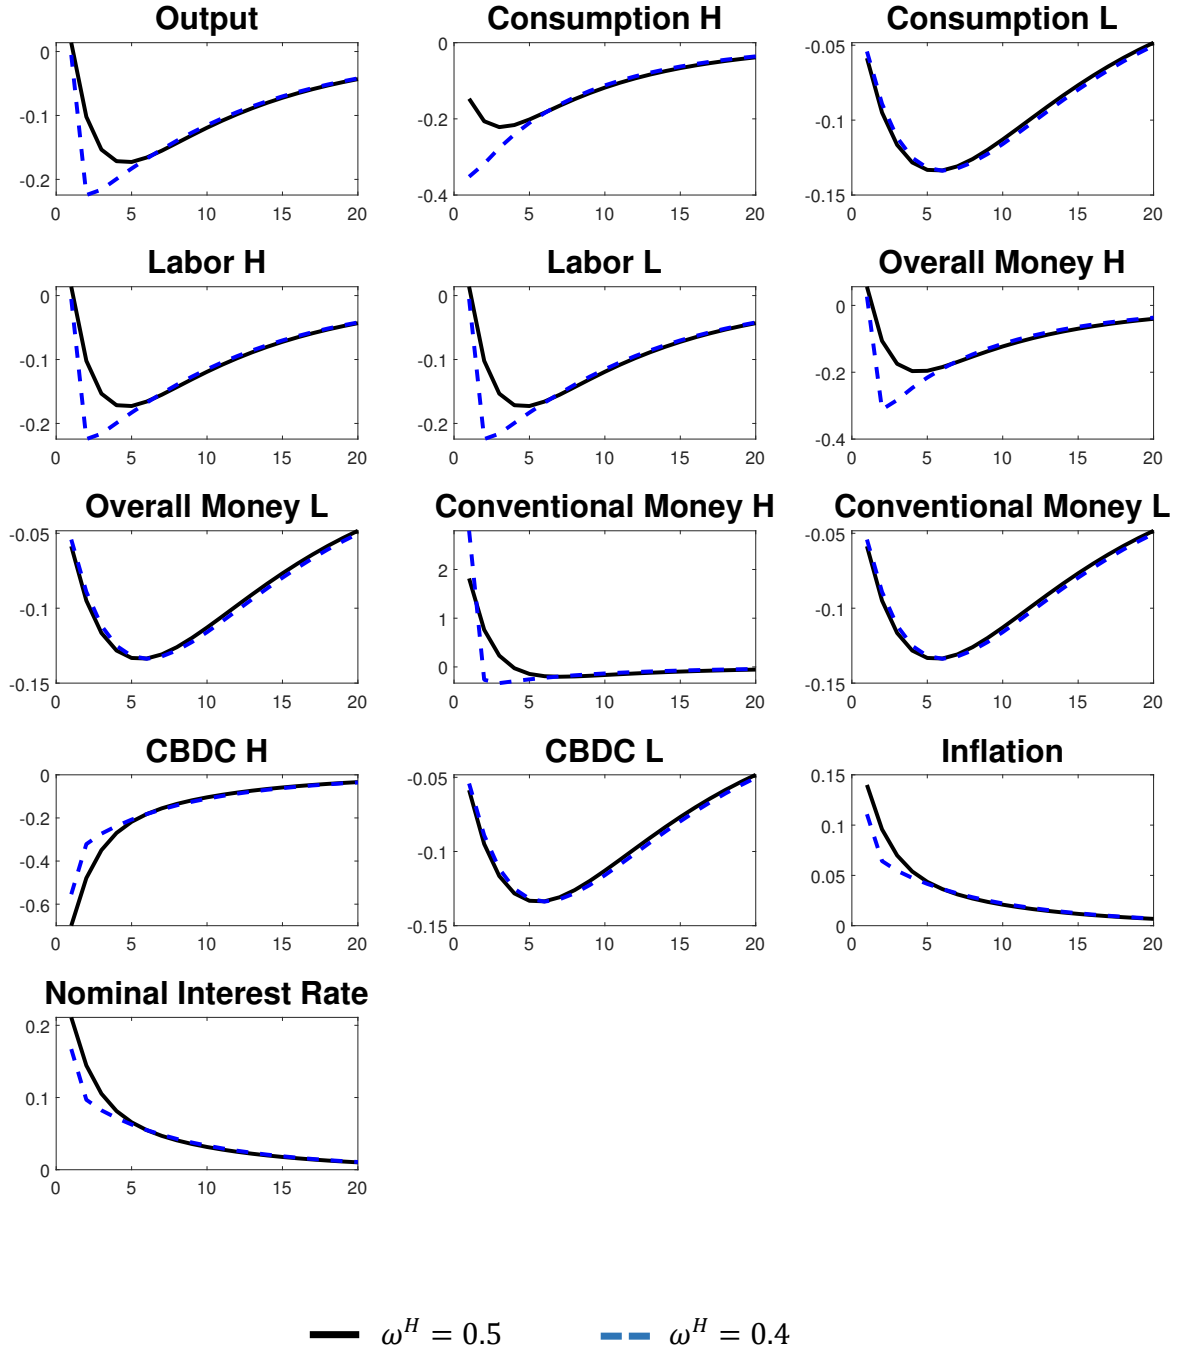 Output
Consumption H
Consumption L
0
-0.1
-0.2
0 5 10 15 20
0
-0.2
-0.4
0 5 10 15 20
-0.05
-0.1
-0.15
0 5 10 15 20
Labor H
Labor L
Overall Money H
0
-0.1
-0.2
0 5 10 15 20
0
-0.1
-0.2
0 5 10 15 20
0
-0.2
-0.4
0 5 10 15 20
Overall Money L
Conventional Money H
Conventional Money L
-0.05
-0.1
-0.15
0 5 10 15 20
2
1
0
0 5 10 15 20
-0.05
-0.1
-0.15
0 5 10 15 20
CBDC H
CBDC L
Inflation
0
-0.2
-0.4
-0.6
0 5 10 15 20
-0.05
-0.1
-0.15
0 5 10 15 20
0.15
0.1
0.05
0
0 5 10 15 20
Nominal Interest Rate
0.2
0.1
0
0 5 10 15 20
ω^H = 0.5
ω^H = 0.4